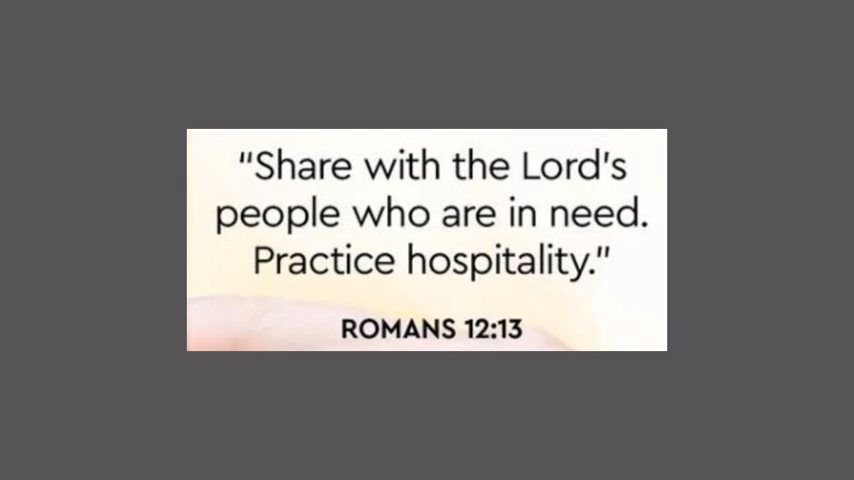 "Share with the Lord's
people who are in need.
Practice hospitality."
ROMANS 12:13